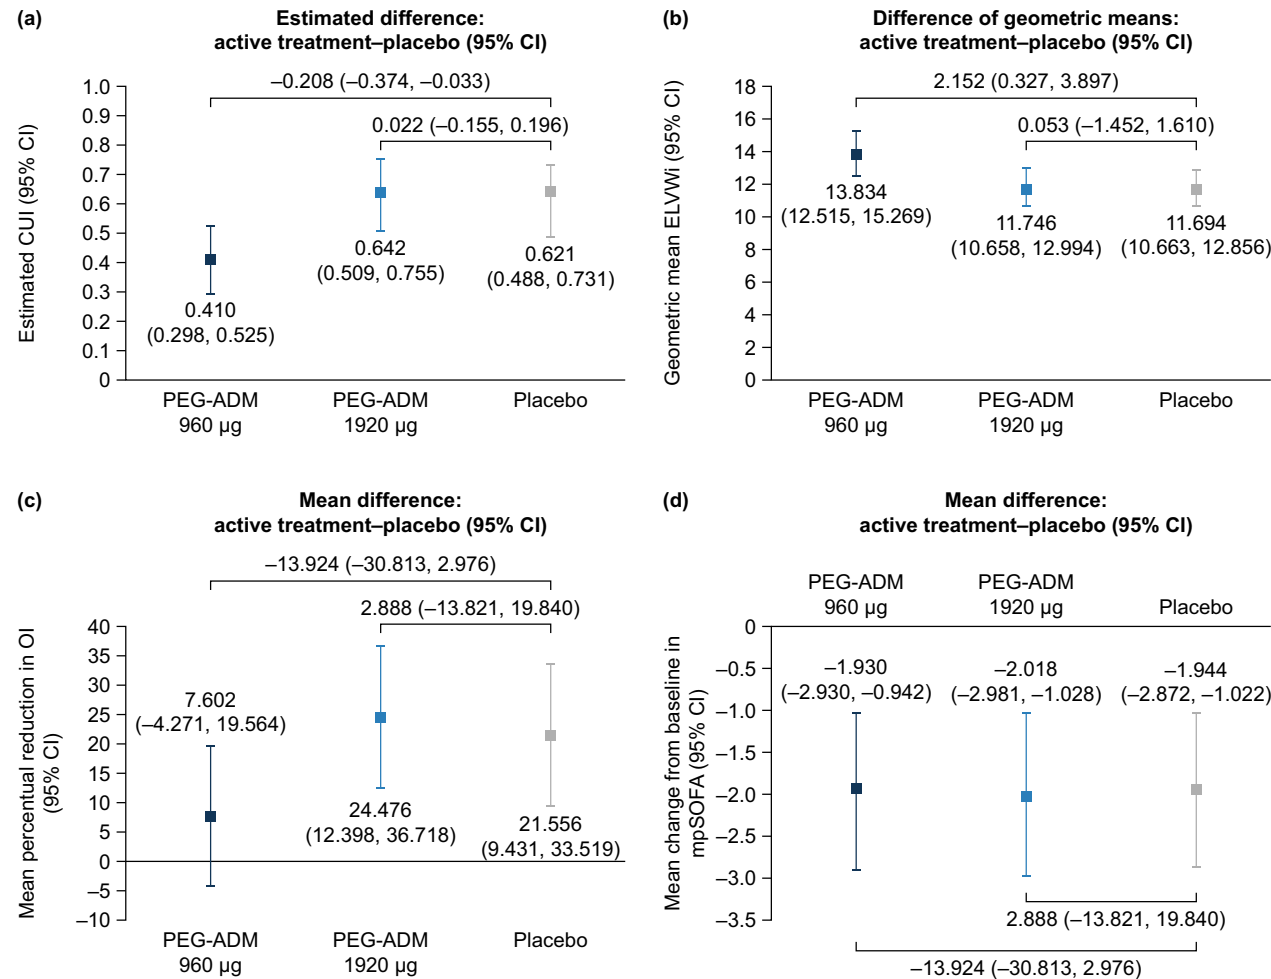 (a)
Estimated difference:
active treatment–placebo (95% CI)
–0.208 (–0.374, –0.033)
0.022 (–0.155, 0.196)
Estimated CUI (95% CI)
1.0
0.9
0.8
0.7
0.6
0.5
0.4
0.3
0.2
0.1
0
0.410
(0.298, 0.525)
0.642
(0.509, 0.755)
0.621
(0.488, 0.731)
PEG-ADM
960 µg
PEG-ADM
1920 µg
Placebo
(b)
Difference of geometric means:
active treatment–placebo (95% CI)
2.152 (0.327, 3.897)
0.053 (–1.452, 1.610)
Geometric mean ELVWi (95% CI)
18
16
14
12
10
8
6
4
2
0
13.834
(12.515, 15.269)
11.746
(10.658, 12.994)
11.694
(10.663, 12.856)
PEG-ADM
960 µg
PEG-ADM
1920 µg
Placebo
(c)
Mean difference:
active treatment–placebo (95% CI)
–13.924 (–30.813, 2.976)
2.888 (–13.821, 19.840)
Mean percentual reduction in OI
(95% CI)
40
35
30
25
20
15
10
5
0
–5
–10
7.602
(–4.271, 19.564)
24.476
(12.398, 36.718)
21.556
(9.431, 33.519)
PEG-ADM
960 µg
PEG-ADM
1920 µg
Placebo
(d)
Mean difference:
active treatment–placebo (95% CI)
PEG-ADM
960 µg
PEG-ADM
1920 µg
Placebo
Mean change from baseline in
mpSOFA (95% CI)
0
–0.5
–1.0
–1.5
–2.0
–2.5
–3.0
–3.5
–1.930
(–2.930, –0.942)
–2.018
(–2.981, –1.028)
–1.944
(–2.872, –1.022)
2.888 (–13.821, 19.840)
–13.924 (–30.813, 2.976)